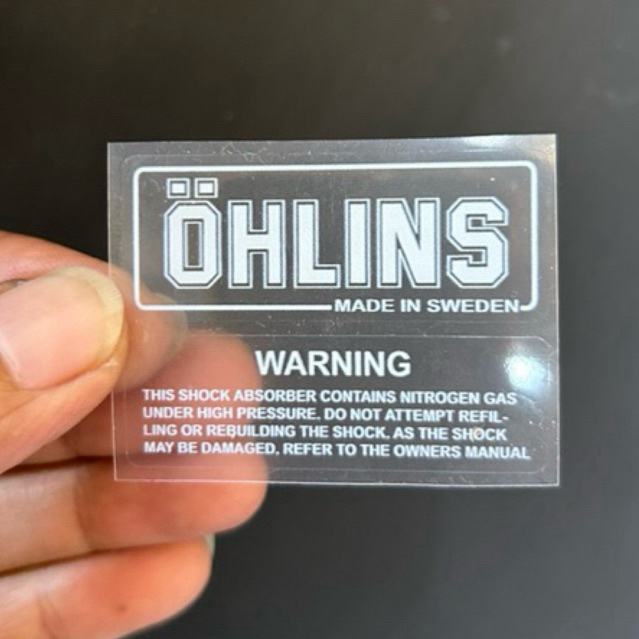 ÖHLINS
MADE IN SWEDEN
WARNING
THIS SHOCK ABSORBER CONTAINS NITROGEN GAS
UNDER HIGH PRESSURE. DO NOT ATTEMPT REFIL-
LING OR REBUILDING THE SHOCK. AS THE SHOCK
MAY BE DAMAGED. REFER TO THE OWNERS MANUAL